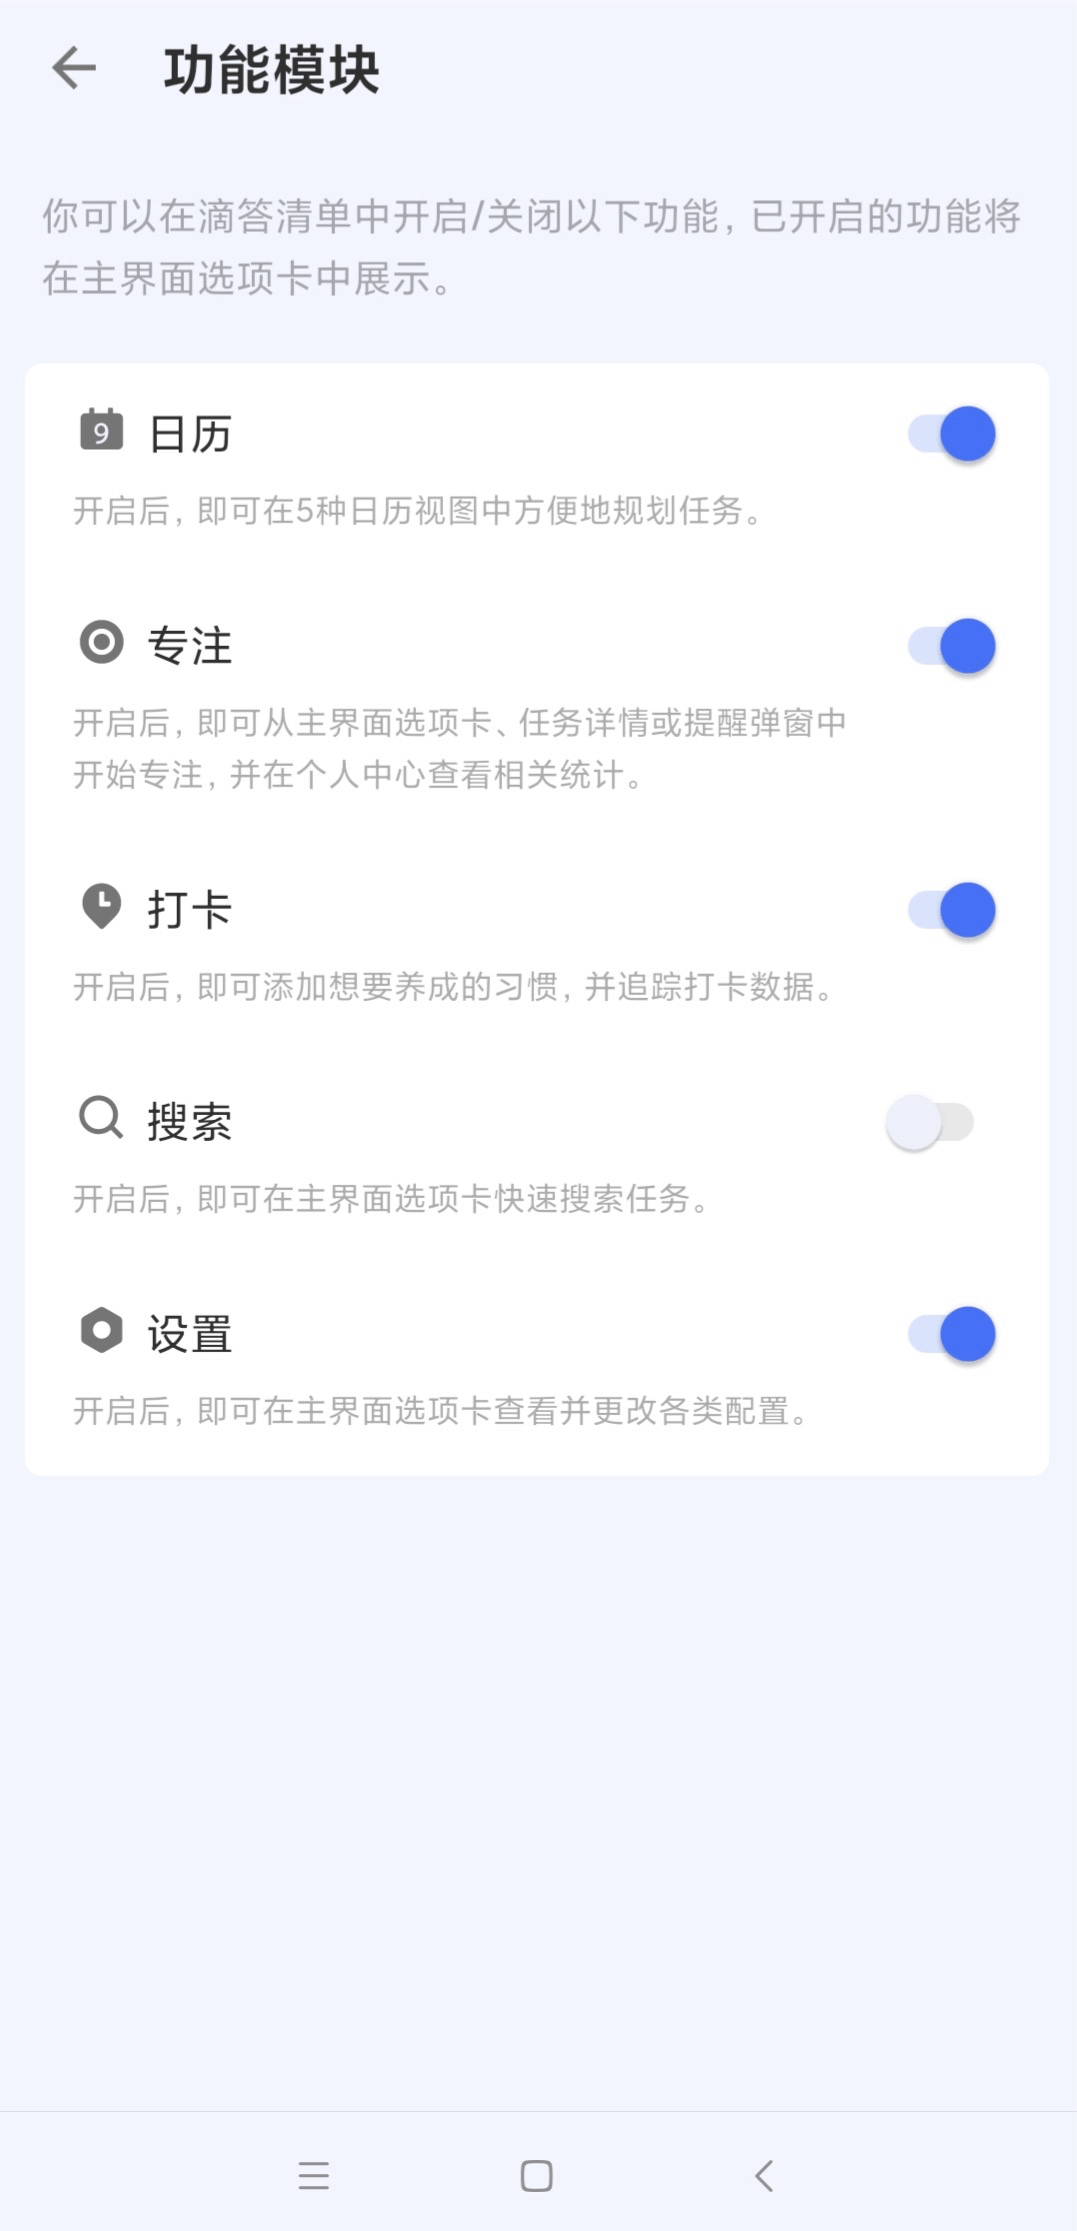 功能模块
你可以在滴答清单中开启/关闭以下功能，已开启的功能将
在主界面选项卡中展示。
9 日历
开启后，即可在5种日历视图中方便地规划任务。
专注
开启后，即可从主界面选项卡、任务详情或提醒弹窗中
开始专注，并在个人中心查看相关统计。
打卡
开启后，即可添加想要养成的习惯，并追踪打卡数据。
搜索
开启后，即可在主界面选项卡快速搜索任务。
设置
开启后，即可在主界面选项卡查看并更改各类配置。